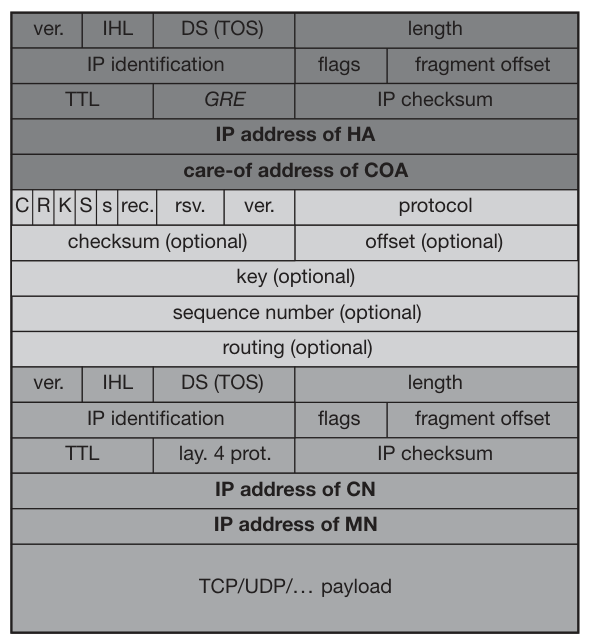 ver. IHL DS (TOS) length
IP identification flags fragment offset
TTL GRE IP checksum
IP address of HA
care-of address of COA
C R K S s rec. rsv. ver. protocol
checksum (optional) offset (optional)
key (optional)
sequence number (optional)
routing (optional)
ver. IHL DS (TOS) length
IP identification flags fragment offset
TTL lay. 4 prot. IP checksum
IP address of CN
IP address of MN
TCP/UDP/… payload